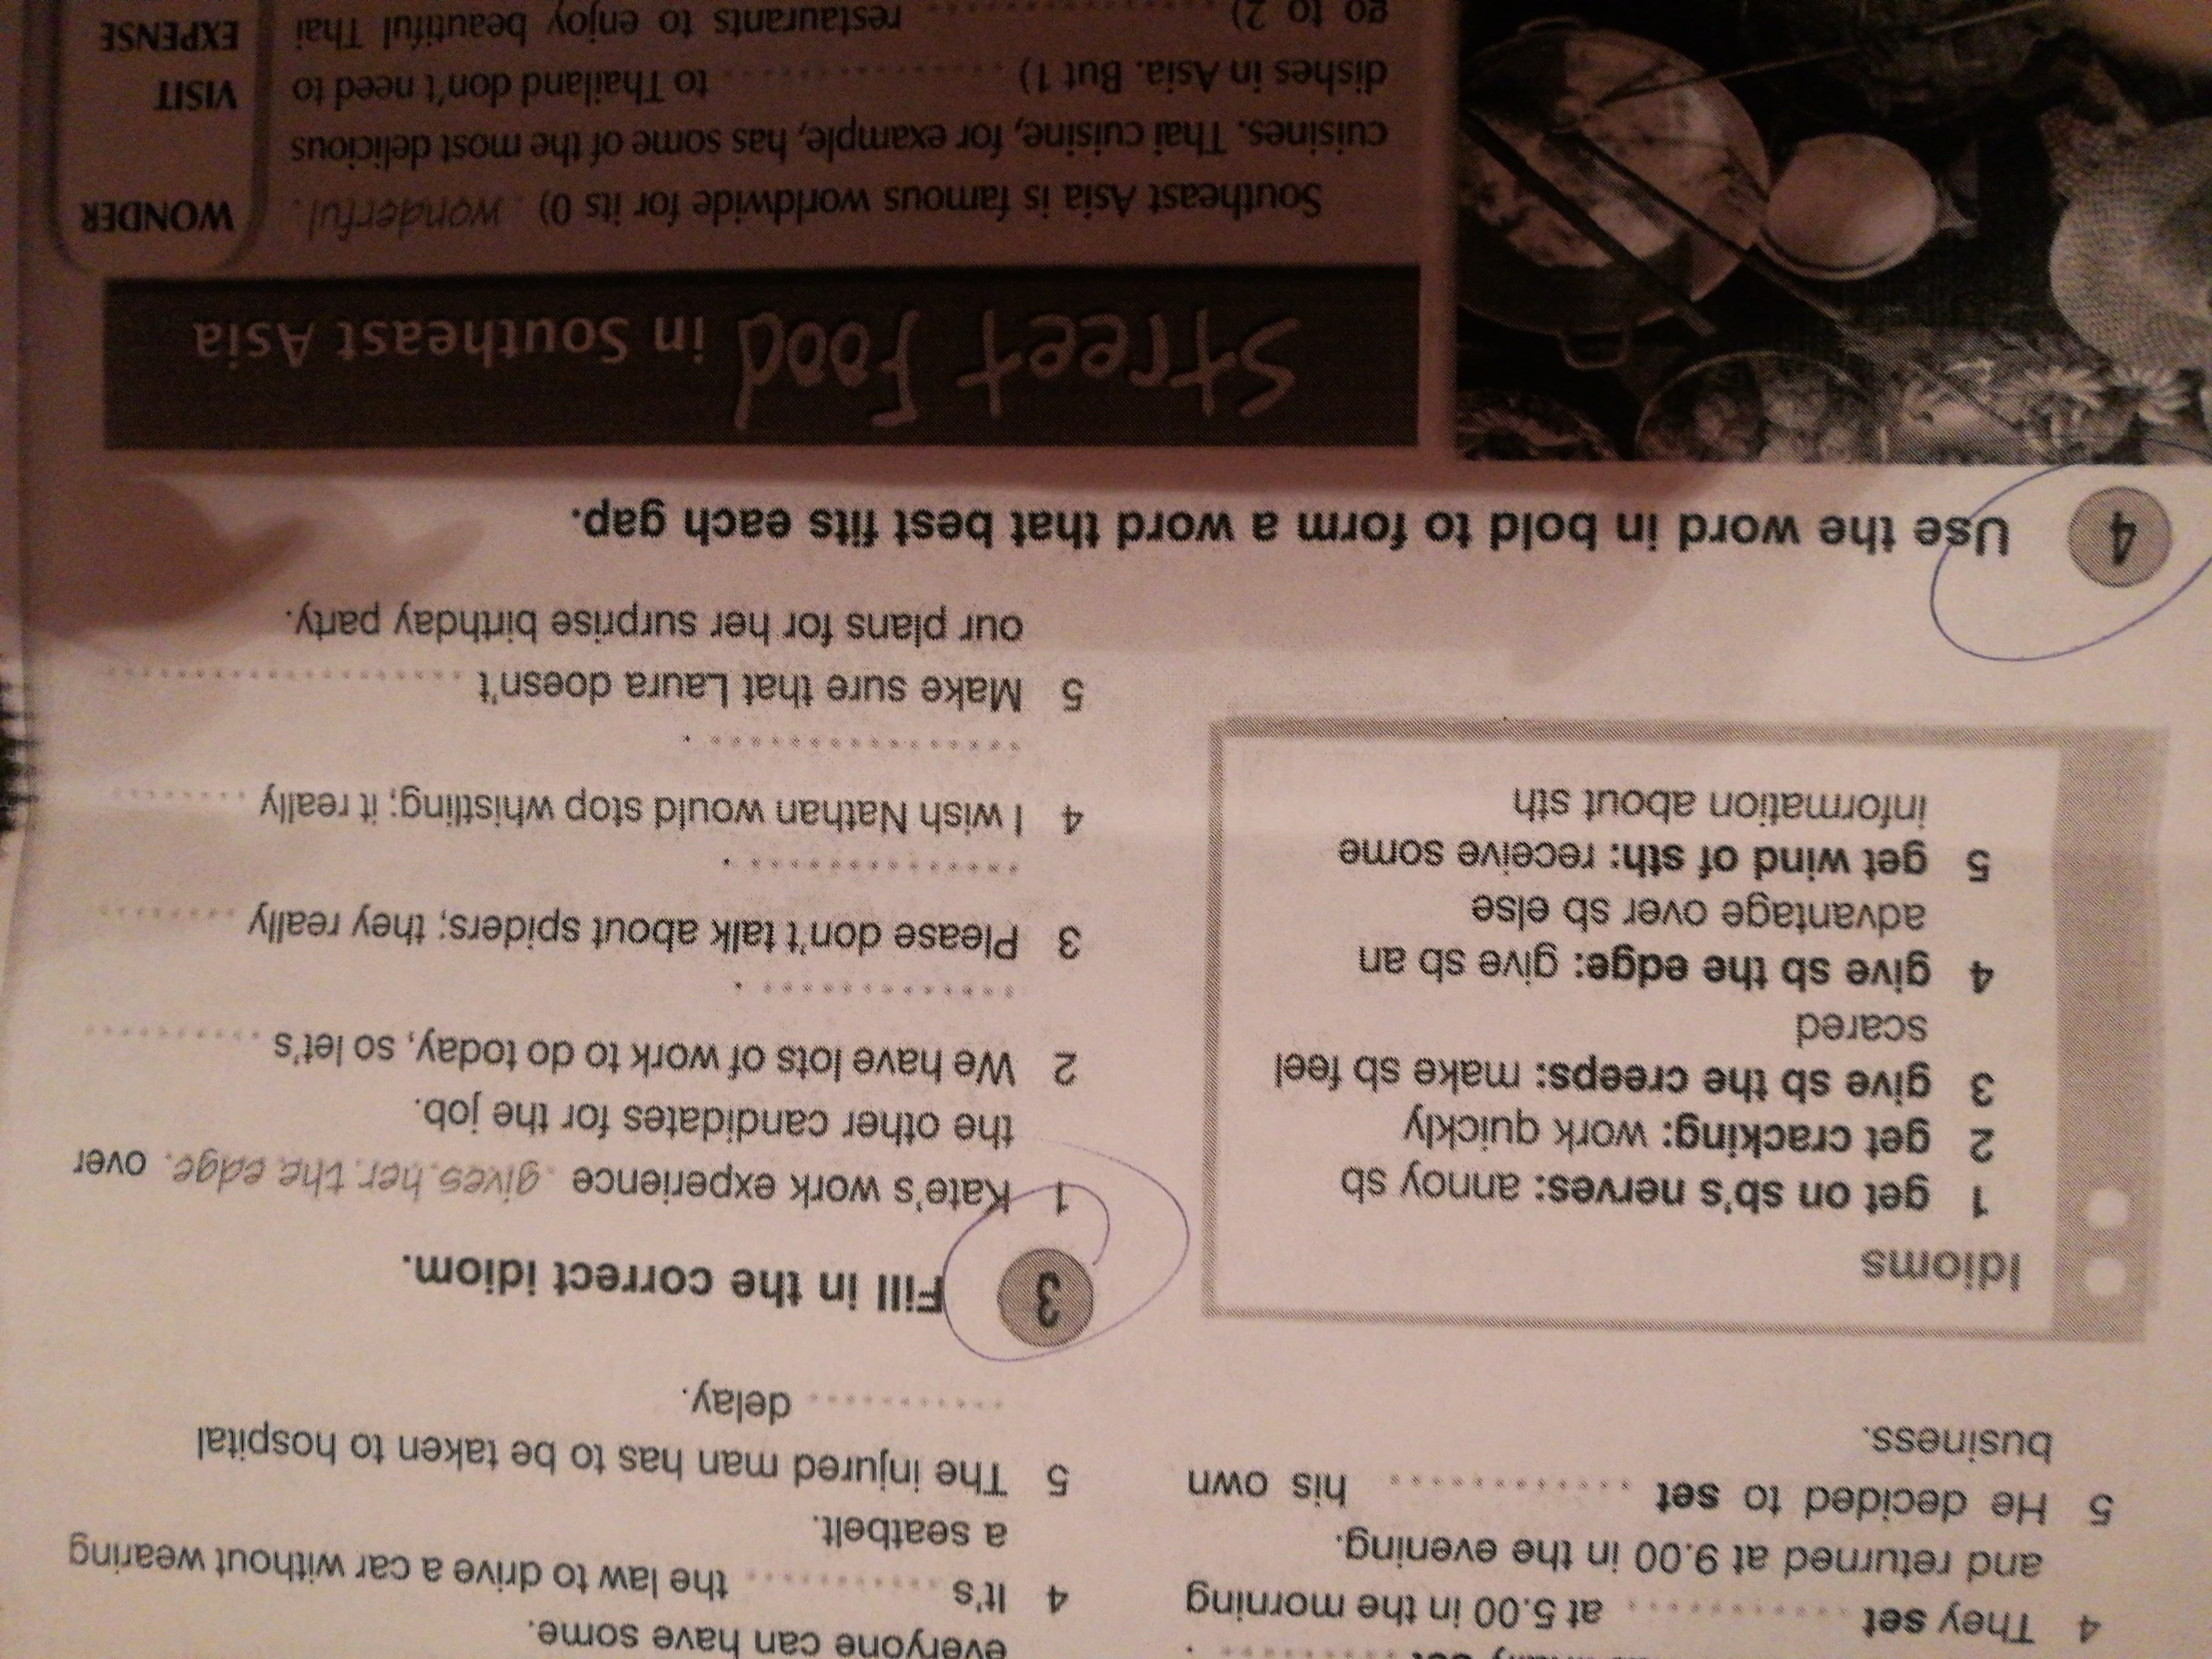 4 They set ............ at 5.00 in the morning
and returned at 9.00 in the evening.
5 He decided to set ............ his own
business.
everyone can have some.
4 It's ............ the law to drive a car without wearing
a seatbelt.
5 The injured man has to be taken to hospital
............ delay.
Idioms
1 get on sb's nerves: annoy sb
2 get cracking: work quickly
3 give sb the creeps: make sb feel
scared
4 give sb the edge: give sb an
advantage over sb else
5 get wind of sth: receive some
information about sth
3 Fill in the correct idiom.
1 Kate's work experience .gives.her.the.edge. over
the other candidates for the job.
2 We have lots of work to do today, so let's ............
............ .
3 Please don't talk about spiders; they really ............
............ .
4 I wish Nathan would stop whistling; it really ............
............ .
5 Make sure that Laura doesn't ............
our plans for her surprise birthday party.
4 Use the word in bold to form a word that best fits each gap.
Street Food in Southeast Asia
Southeast Asia is famous worldwide for its 0) .wonderful. WONDER
cuisines. Thai cuisine, for example, has some of the most delicious
dishes in Asia. But 1) ............ to Thailand don't need to VISIT
go to 2) ............ restaurants to enjoy beautiful Thai EXPENSE